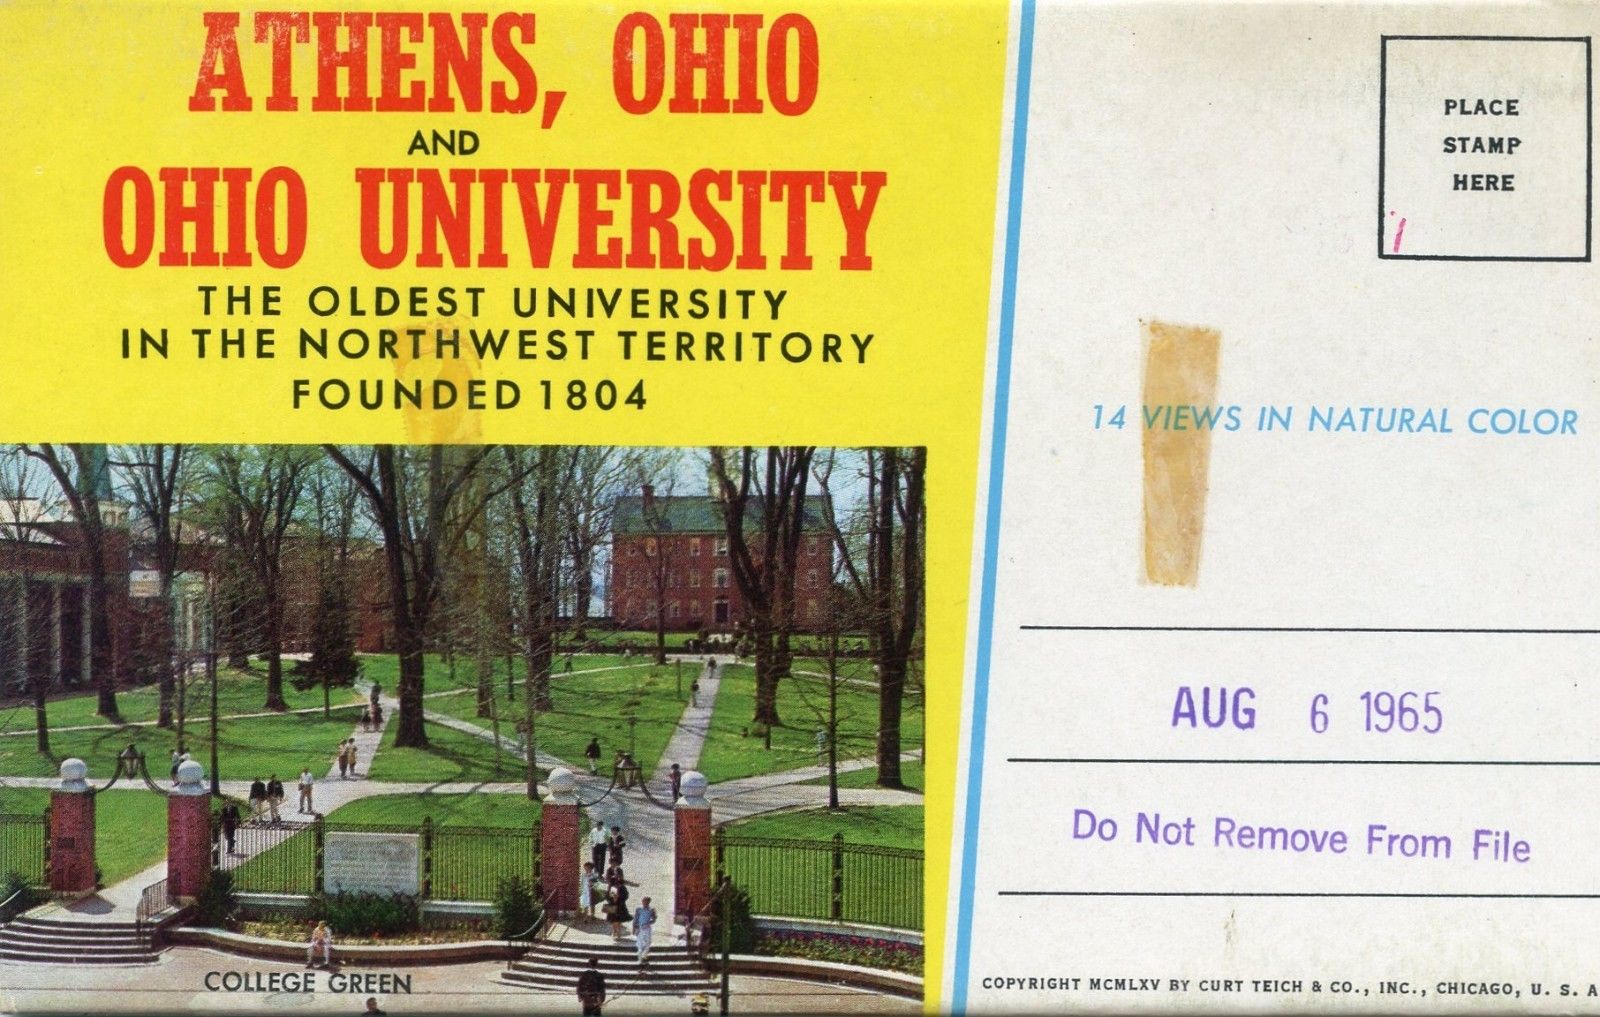 ATHENS, OHIO
AND
OHIO UNIVERSITY
THE OLDEST UNIVERSITY
IN THE NORTHWEST TERRITORY
FOUNDED 1804
COLLEGE GREEN
PLACE
STAMP
HERE
14 VIEWS IN NATURAL COLOR
AUG 6 1965
Do Not Remove From File
COPYRIGHT MCMLXV BY CURT TEICH & CO., INC., CHICAGO, U. S. A